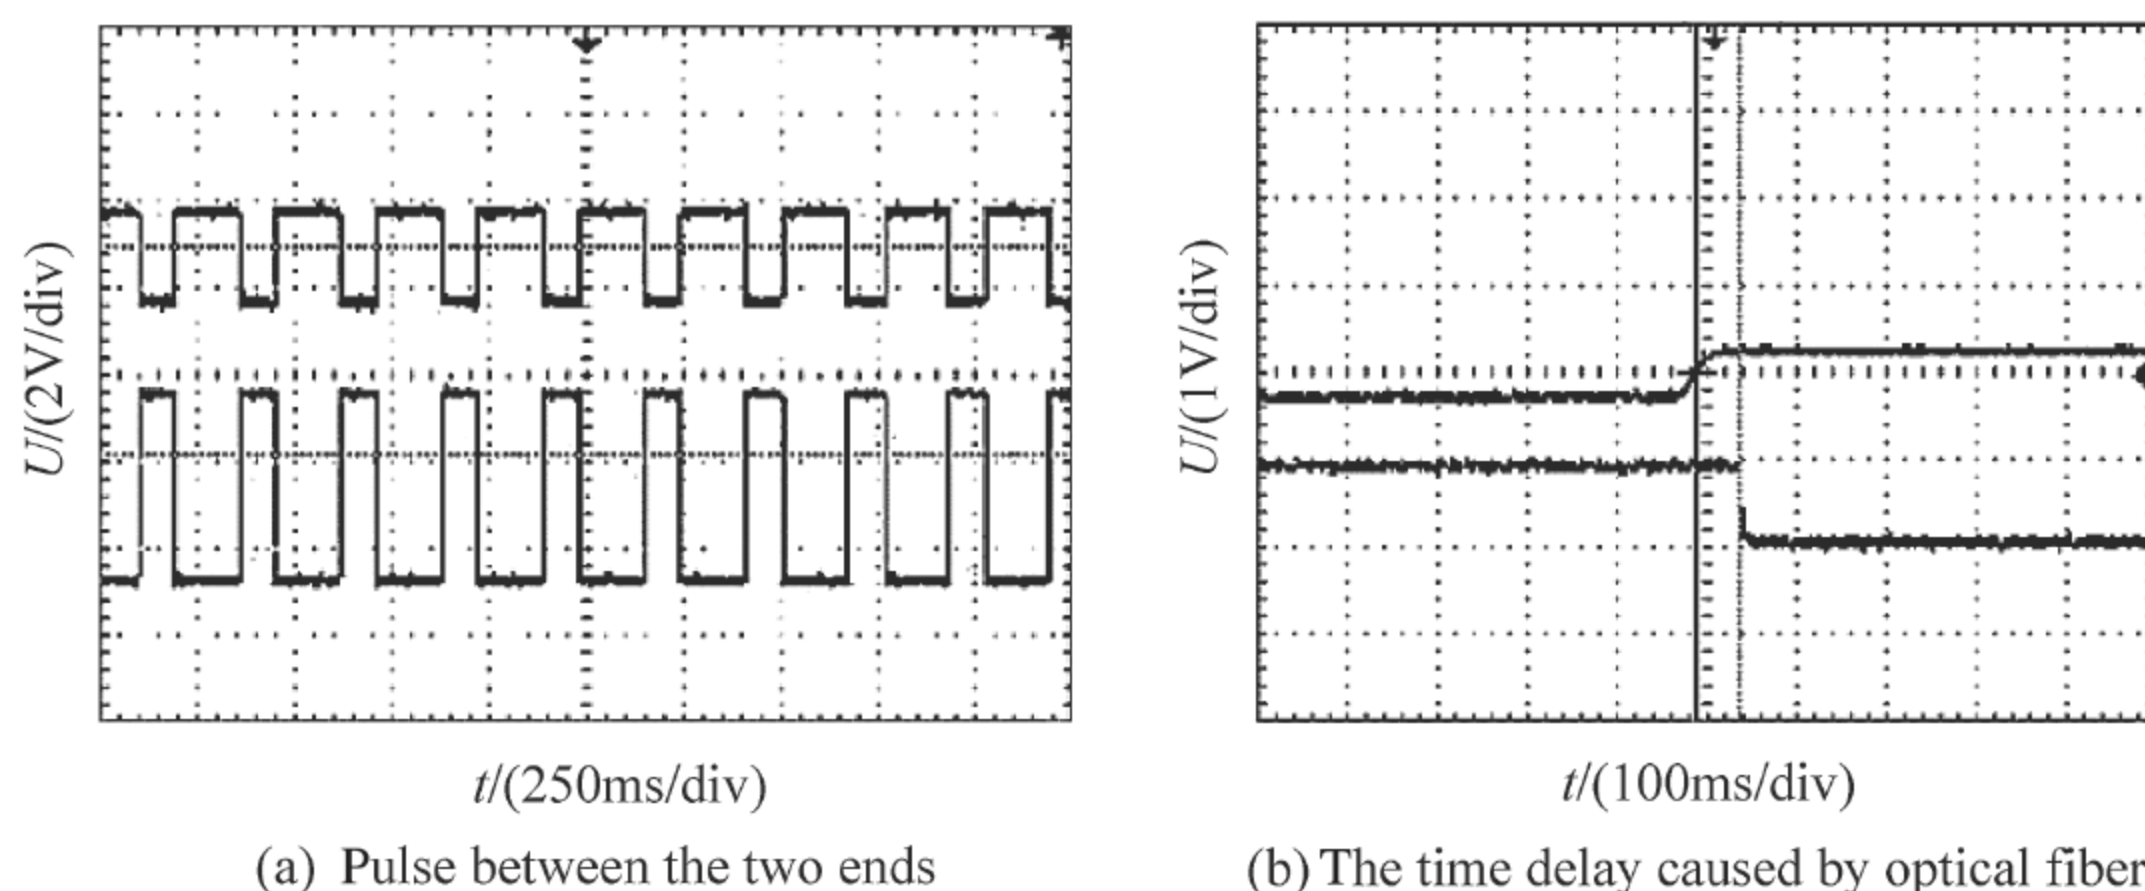 U/(2V/div)
t/(250ms/div)
(a) Pulse between the two ends
U/(1V/div)
t/(100ms/div)
(b) The time delay caused by optical fiber